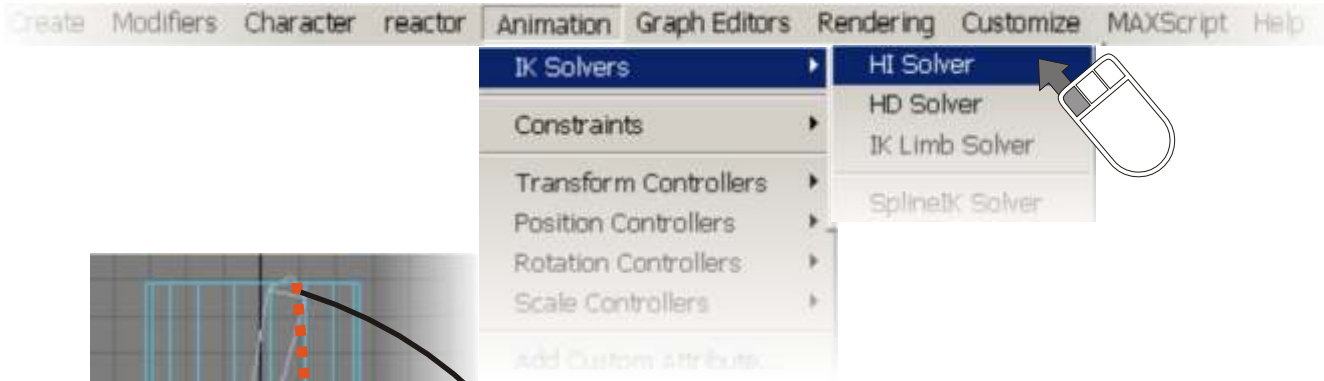 Create Modifiers Character reactor Animation Graph Editors Rendering Customize MAXScript Help
IK Solvers
HI Solver
HD Solver
Constraints
IK Limb Solver
Transform Controllers
SplineIK Solver
Position Controllers
Rotation Controllers
Scale Controllers
Add Custom Attribute...